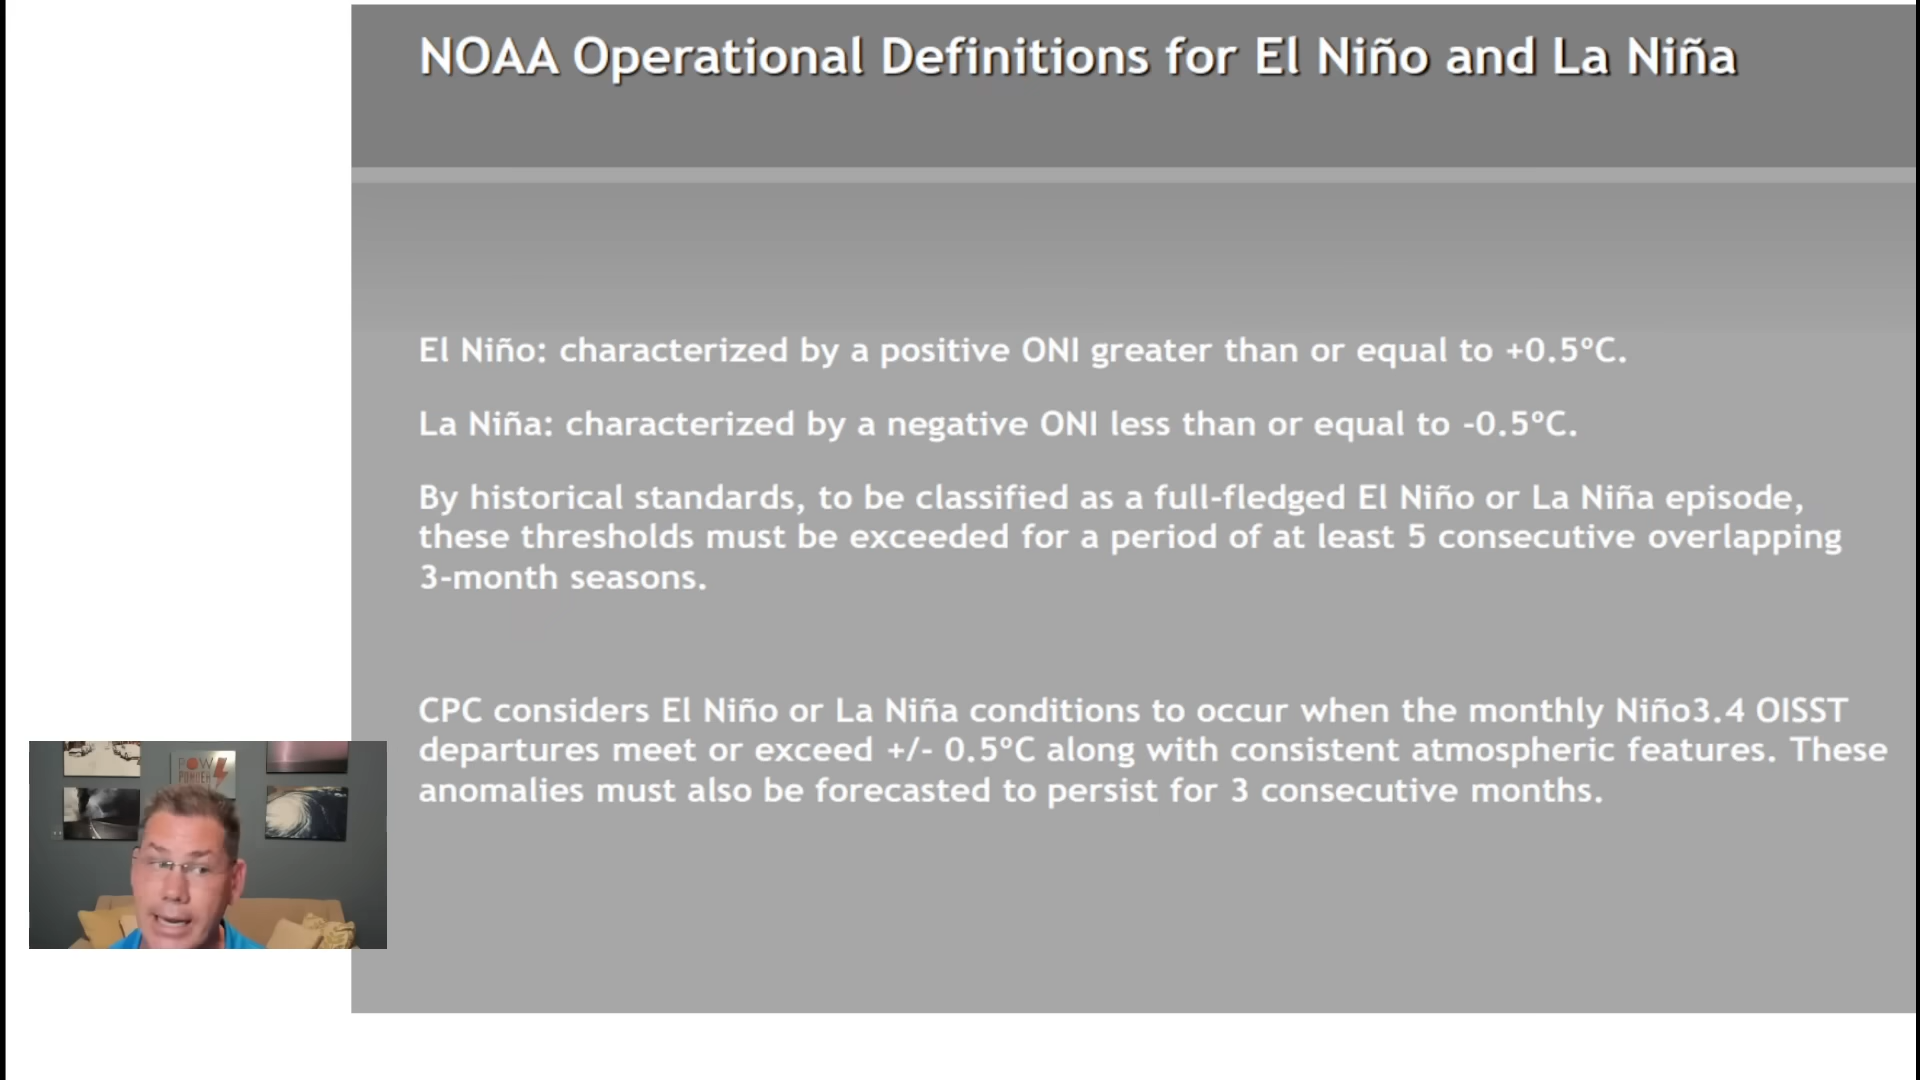 NOAA Operational Definitions for El Niño and La Niña
El Niño: characterized by a positive ONI greater than or equal to +0.5ºC.
La Niña: characterized by a negative ONI less than or equal to -0.5ºC.
By historical standards, to be classified as a full-fledged El Niño or La Niña episode,
these thresholds must be exceeded for a period of at least 5 consecutive overlapping
3-month seasons.
CPC considers El Niño or La Niña conditions to occur when the monthly Niño3.4 OISST
departures meet or exceed +/- 0.5ºC along with consistent atmospheric features. These
anomalies must also be forecasted to persist for 3 consecutive months.
POW
POWDER